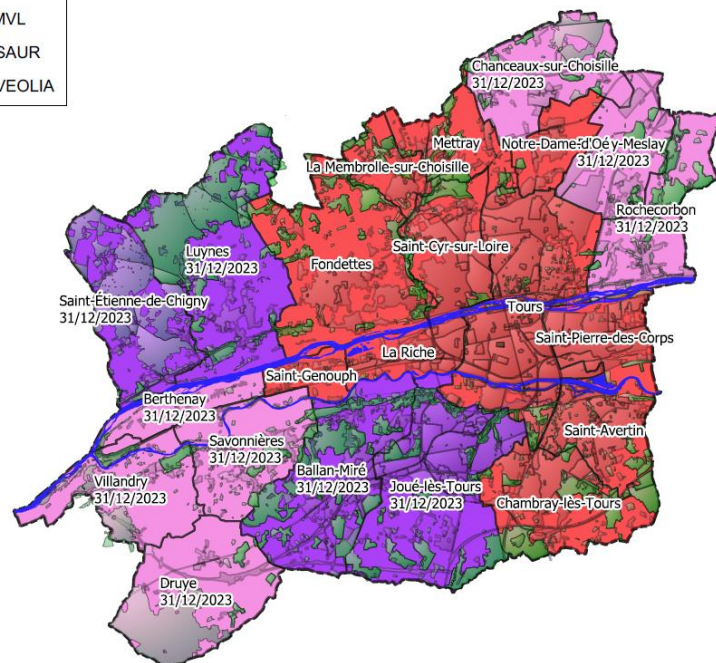 MVL
SAUR
VEOLIA
Chanceaux-sur-Choisille
31/12/2023
Mettray
Notre-Dame-d'Oé
y-Meslay
31/12/2023
La Membrolle-sur-Choisille
Rochecorbon
31/12/2023
Saint-Cyr-sur-Loire
Luynes
31/12/2023
Fondettes
Saint-Étienne-de-Chigny
31/12/2023
Tours
Saint-Pierre-des-Corps
La Riche
Saint-Genouph
Berthenay
31/12/2023
Savonnières
31/12/2023
Saint-Avertin
Ballan-Miré
31/12/2023
Villandry
31/12/2023
Joué-lès-Tours
31/12/2023
Chambray-lès-Tours
Druye
31/12/2023